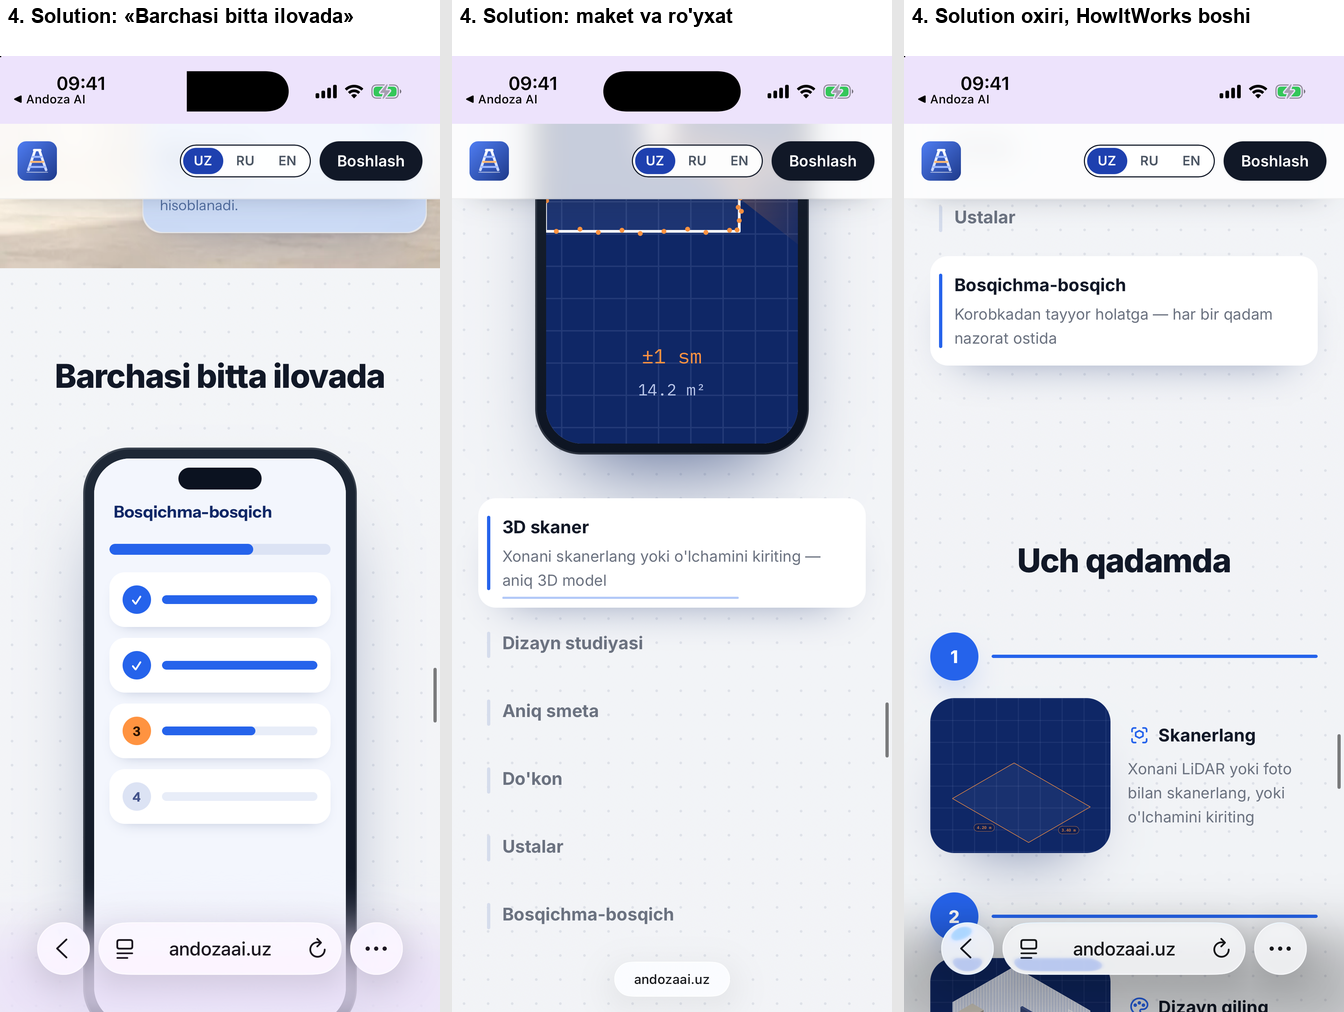 4. Solution: «Barchasi bitta ilovada»
09:41
◄ Andoza AI
UZ RU EN
Boshlash
hisoblanadi.
Barchasi bitta ilovada
Bosqichma-bosqich
3
4
andozaai.uz
4. Solution: maket va ro'yxat
09:41
◄ Andoza AI
UZ RU EN
Boshlash
±1 sm
14.2 m²
3D skaner
Xonani skanerlang yoki o'lchamini kiriting —
aniq 3D model
Dizayn studiyasi
Aniq smeta
Do'kon
Ustalar
Bosqichma-bosqich
andozaai.uz
4. Solution oxiri, HowItWorks boshi
09:41
◄ Andoza AI
UZ RU EN
Boshlash
Ustalar
Bosqichma-bosqich
Korobkadan tayyor holatga — har bir qadam
nazorat ostida
Uch qadamda
1
Skanerlang
Xonani LiDAR yoki foto
bilan skanerlang, yoki
o'lchamini kiriting
2
andozaai.uz
Dizayn qiling